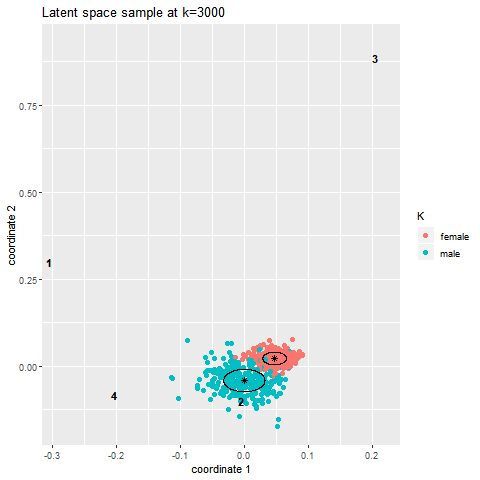 Latent space sample at k=3000
3
0.75
0.50
coordinate 2
K
female
male
1
0.25
0.00
4
2
-0.3
-0.2
-0.1
0.0
0.1
0.2
coordinate 1